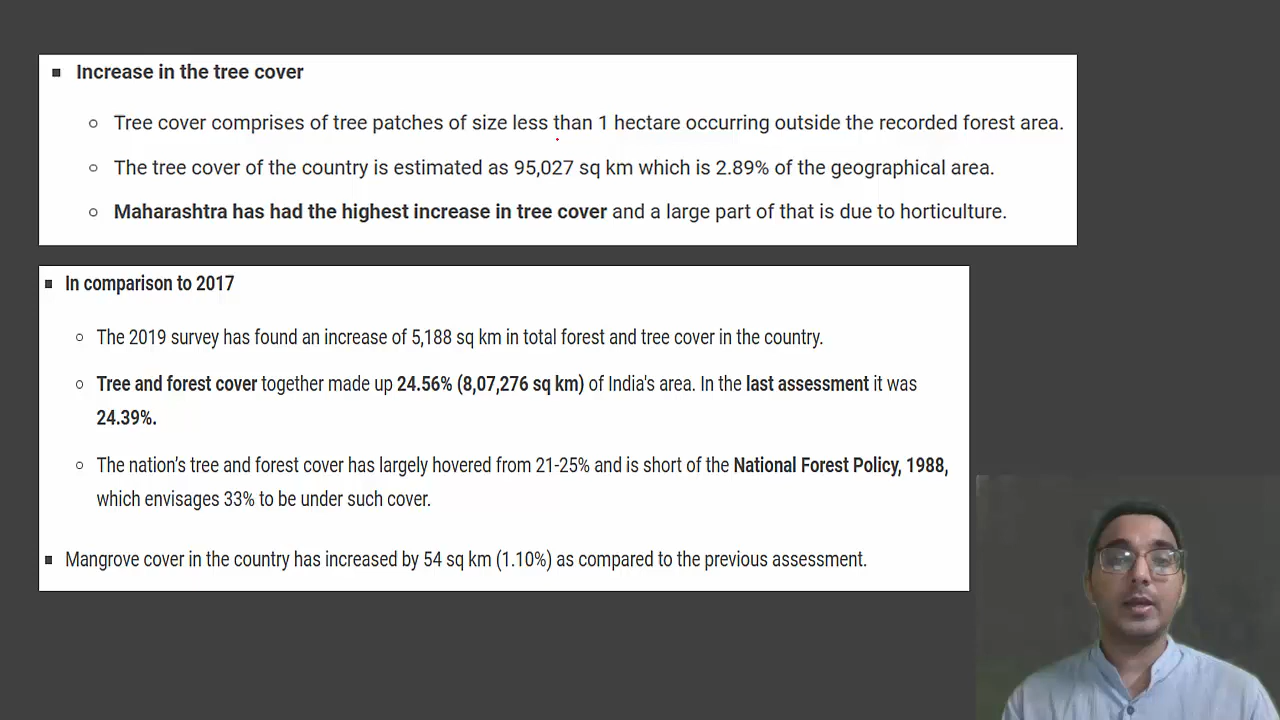 Increase in the tree cover
Tree cover comprises of tree patches of size less than 1 hectare occurring outside the recorded forest area.
The tree cover of the country is estimated as 95,027 sq km which is 2.89% of the geographical area.
Maharashtra has had the highest increase in tree cover and a large part of that is due to horticulture.
In comparison to 2017
The 2019 survey has found an increase of 5,188 sq km in total forest and tree cover in the country.
Tree and forest cover together made up 24.56% (8,07,276 sq km) of India's area. In the last assessment it was
24.39%.
The nation’s tree and forest cover has largely hovered from 21-25% and is short of the National Forest Policy, 1988,
which envisages 33% to be under such cover.
Mangrove cover in the country has increased by 54 sq km (1.10%) as compared to the previous assessment.